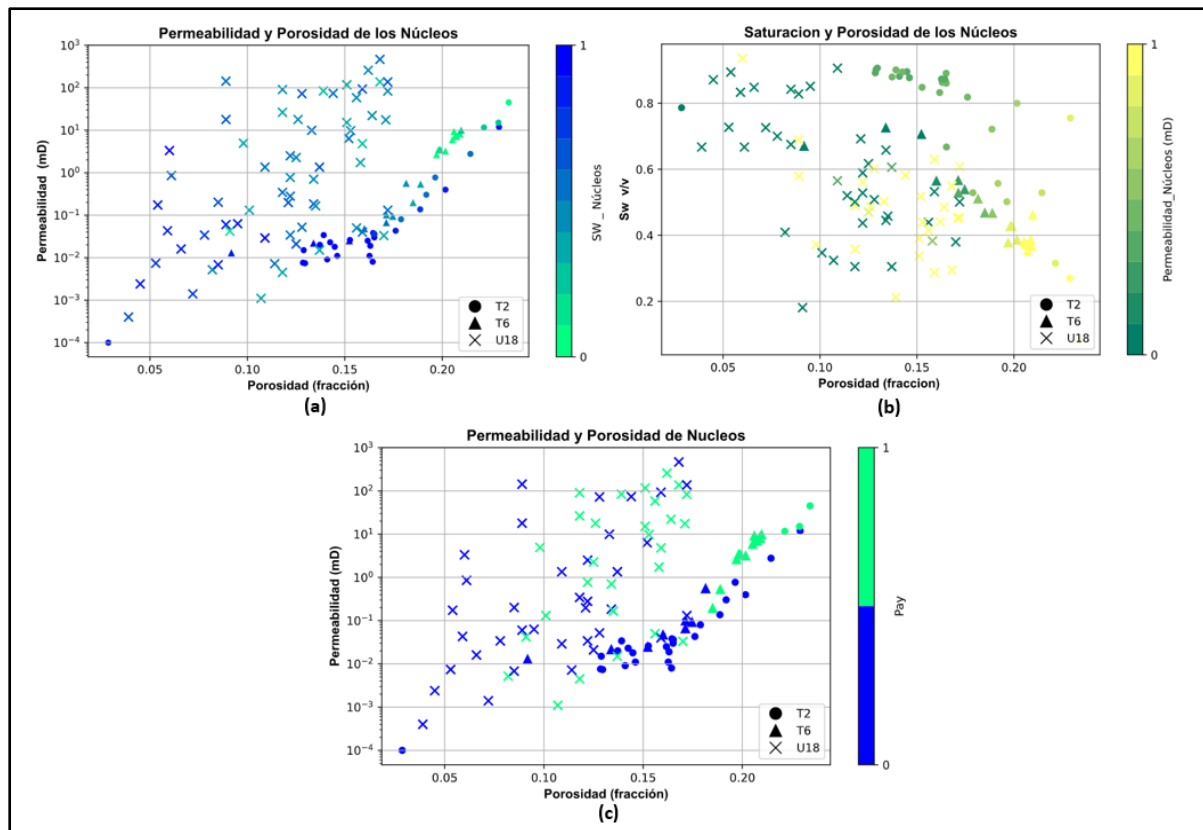 Permeabilidad y Porosidad de los Núcleos
Permeabilidad (mD)
10³
10²
10¹
10⁰
10⁻¹
10⁻²
10⁻³
10⁻⁴
0.05
0.10
0.15
0.20
Porosidad (fracción)
T2
T6
U18
1
0
SW_ Núcleos
(a)
Saturacion y Porosidad de los Núcleos
Sw v/v
0.8
0.6
0.4
0.2
0.05
0.10
0.15
0.20
Porosidad (fraccion)
T2
T6
U18
1
0
Permeabilidad_Núcleos (mD)
(b)
Permeabilidad y Porosidad de Nucleos
Permeabilidad (mD)
10³
10²
10¹
10⁰
10⁻¹
10⁻²
10⁻³
10⁻⁴
0.05
0.10
0.15
0.20
Porosidad (fracción)
T2
T6
U18
1
0
Pay
(c)